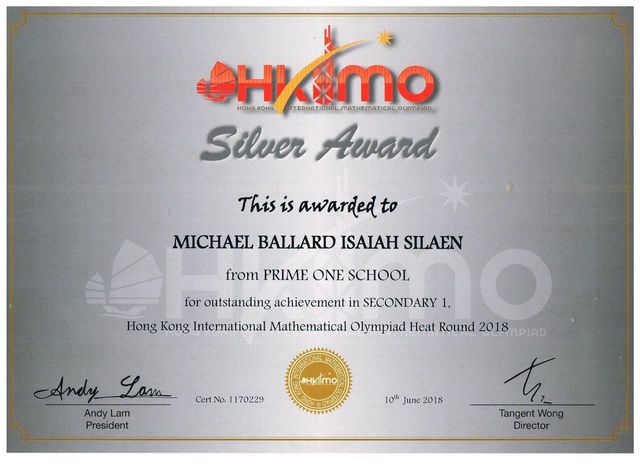 HKIMO
HONG KONG INTERNATIONAL MATHEMATICAL OLYMPIAD
Silver Award
This is awarded to
MICHAEL BALLARD ISAIAH SILAEN
from PRIME ONE SCHOOL
for outstanding achievement in SECONDARY 1,
Hong Kong International Mathematical Olympiad Heat Round 2018
Andy Lam
Cert No. 1170229
HKIMO
10th June 2018
Andy Lam
President
Tangent Wong
Director